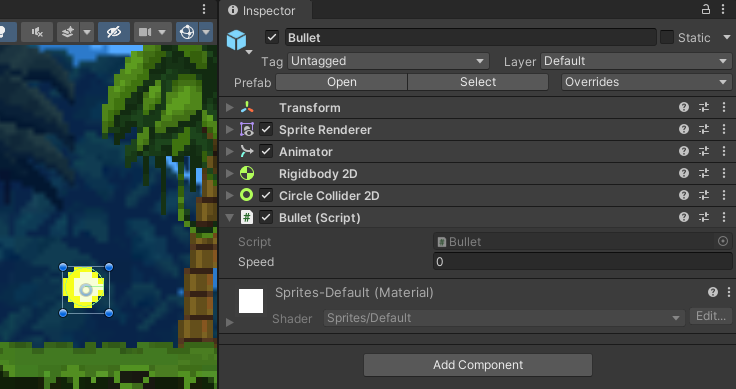 Inspector
Bullet Static
Tag Untagged Layer Default
Prefab Open Select Overrides
Transform
Sprite Renderer
Animator
Rigidbody 2D
Circle Collider 2D
Bullet (Script)
Script Bullet
Speed 0
Sprites-Default (Material)
Shader Sprites/Default Edit...
Add Component